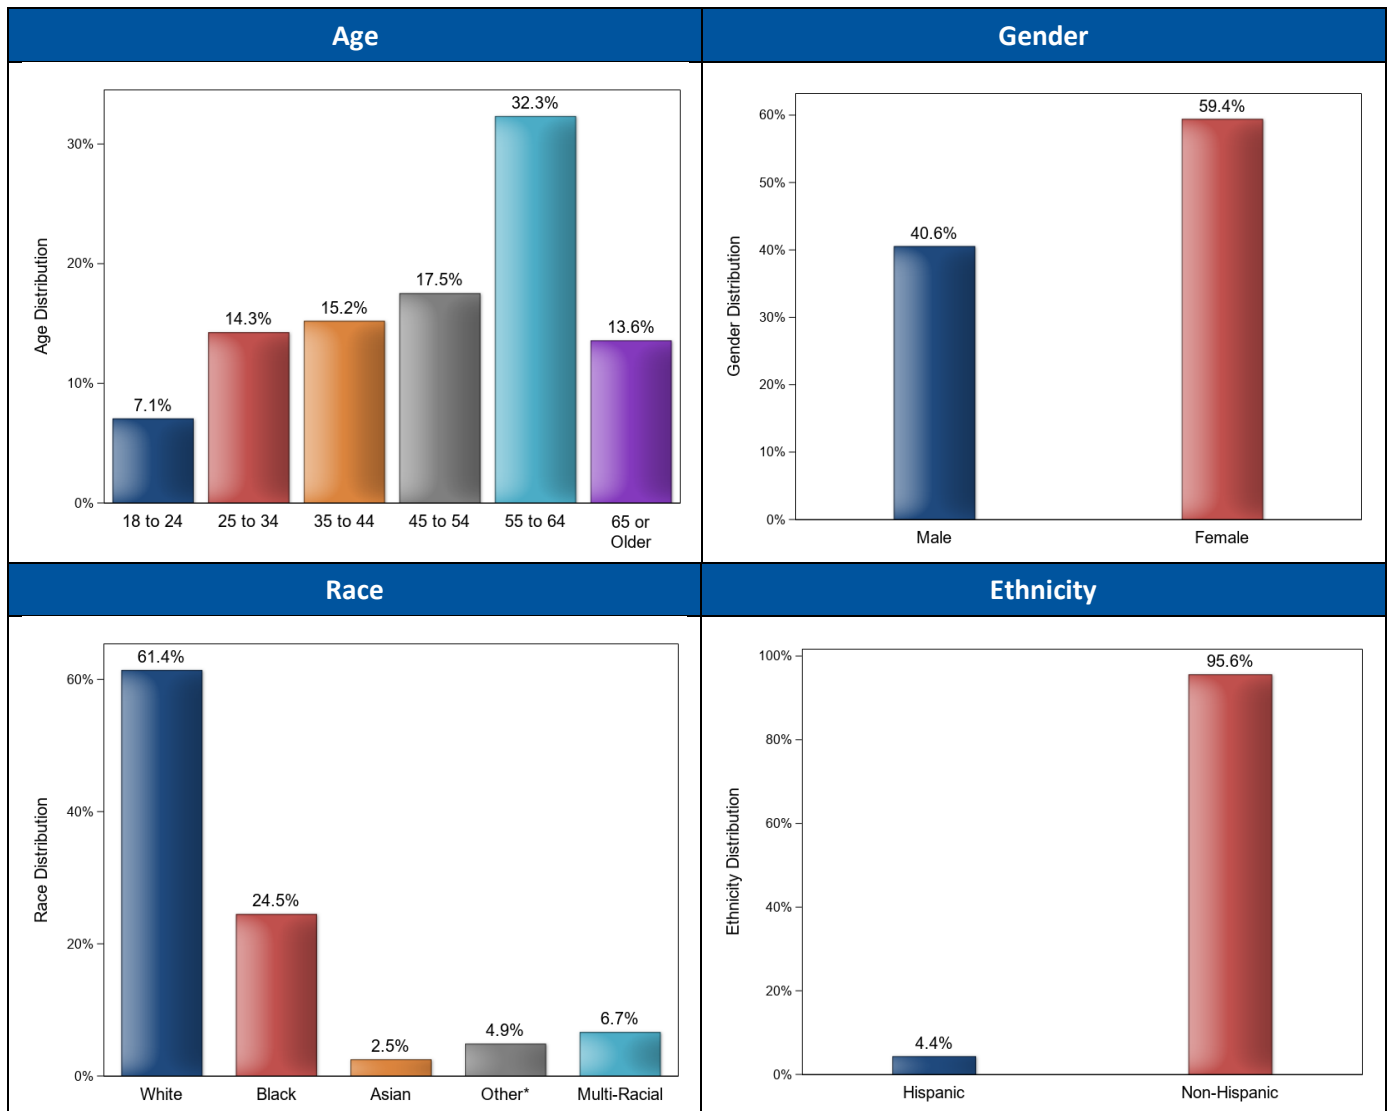 Age
Gender
Age Distribution
30%
20%
10%
0%
7.1%
14.3%
15.2%
17.5%
32.3%
13.6%
18 to 24
25 to 34
35 to 44
45 to 54
55 to 64
65 or
Older
Gender Distribution
60%
50%
40%
30%
20%
10%
0%
40.6%
59.4%
Male
Female
Race
Ethnicity
Race Distribution
60%
40%
20%
0%
61.4%
24.5%
2.5%
4.9%
6.7%
White
Black
Asian
Other*
Multi-Racial
Ethnicity Distribution
100%
80%
60%
40%
20%
0%
4.4%
95.6%
Hispanic
Non-Hispanic